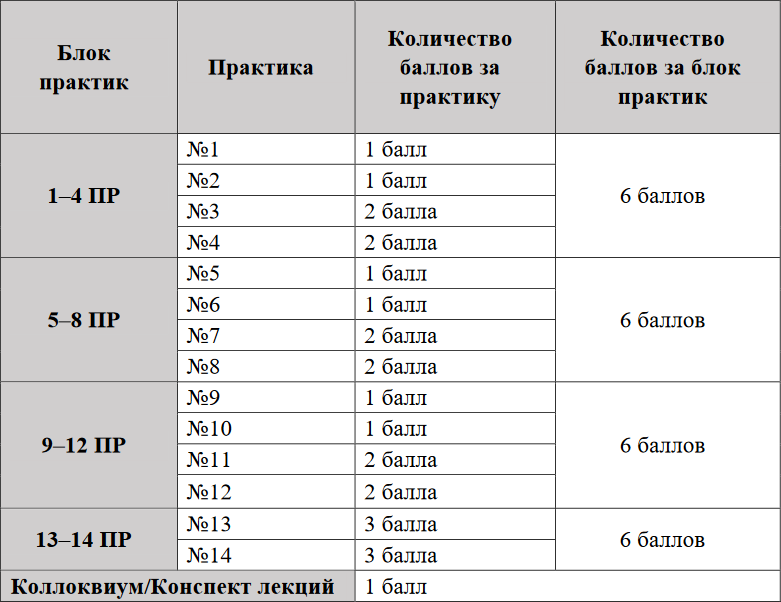 Блок практик
Практика
Количество баллов за практику
Количество баллов за блок практик
1–4 ПР
№1
1 балл
6 баллов
№2
1 балл
№3
2 балла
№4
2 балла
5–8 ПР
№5
1 балл
6 баллов
№6
1 балл
№7
2 балла
№8
2 балла
9–12 ПР
№9
1 балл
6 баллов
№10
1 балл
№11
2 балла
№12
2 балла
13–14 ПР
№13
3 балла
6 баллов
№14
3 балла
Коллоквиум/Конспект лекций
1 балл